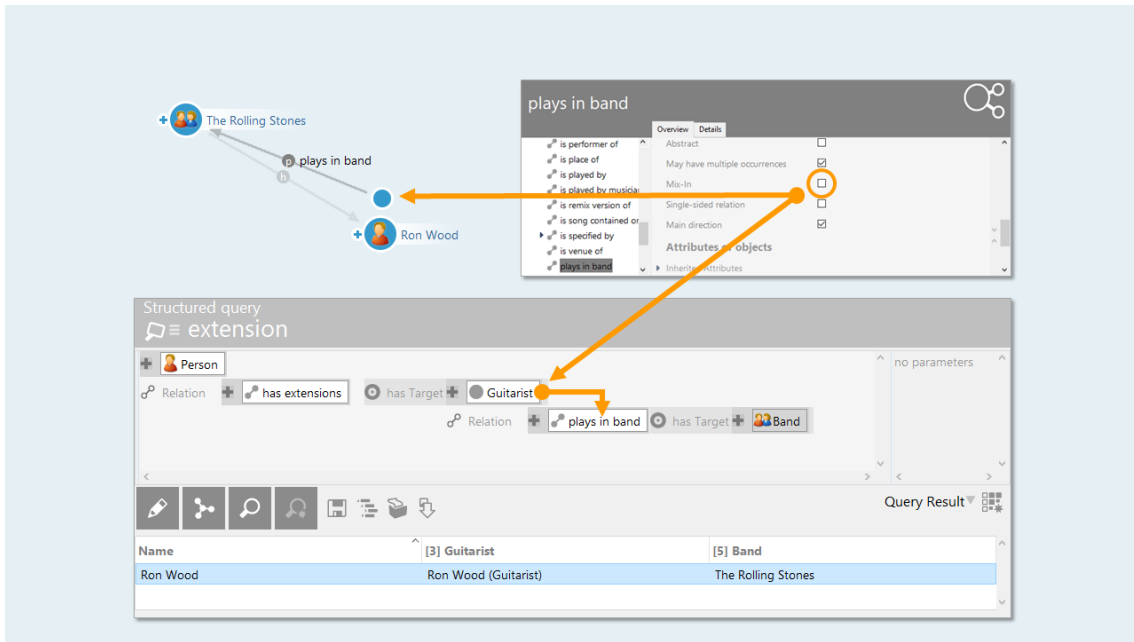 The Rolling Stones
p plays in band
h
Ron Wood
plays in band
Overview Details
is performer of
is place of
is played by
is played by musician
is remix version of
is song contained or
is specified by
is venue of
plays in band
Abstract
May have multiple occurrences
Mix-In
Single-sided relation
Main direction
Attributes of objects
Inherited Attributes
Structured query
extension
Person
Relation has extensions has Target Guitarist
Relation plays in band has Target Band
no parameters
Query Result
Name [3] Guitarist [5] Band
Ron Wood Ron Wood (Guitarist) The Rolling Stones